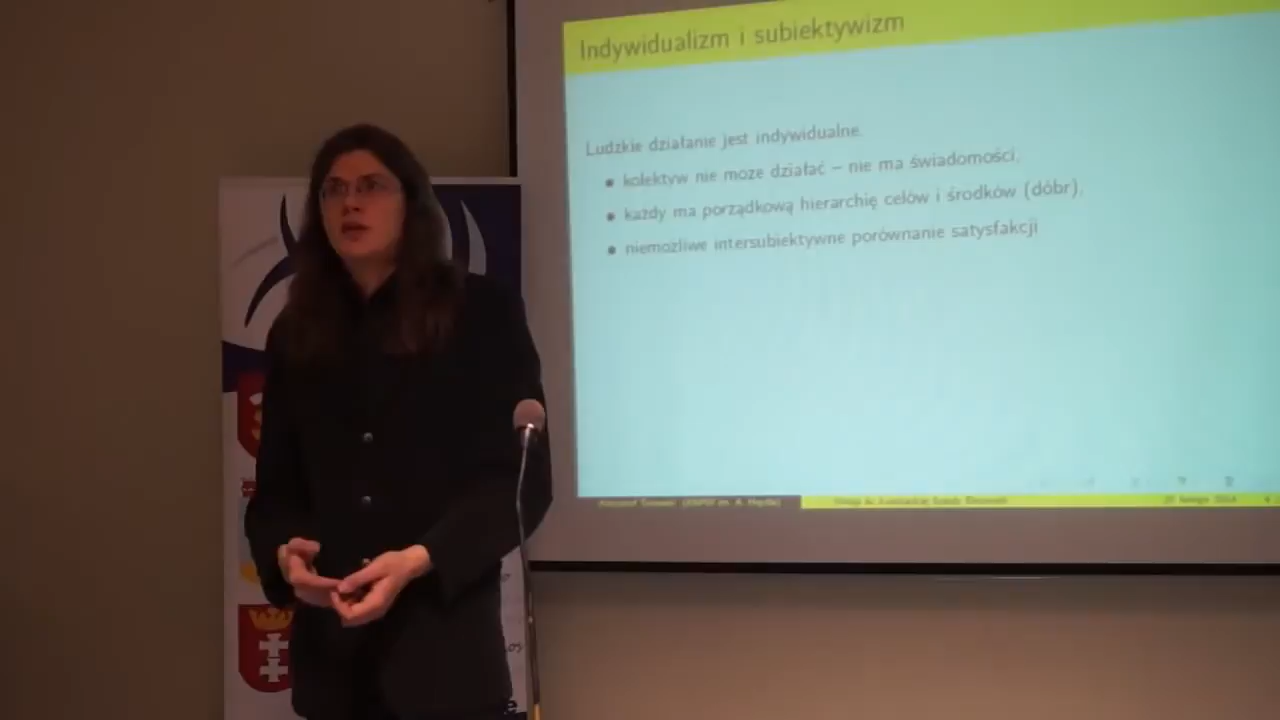 Indywidualizm i subiektywizm
Ludzkie działanie jest indywidualne.
kolektyw nie może działać – nie ma świadomości,
każdy ma porządkową hierarchię celów i środków (dóbr),
niemożliwe intersubiektywne porównanie satysfakcji